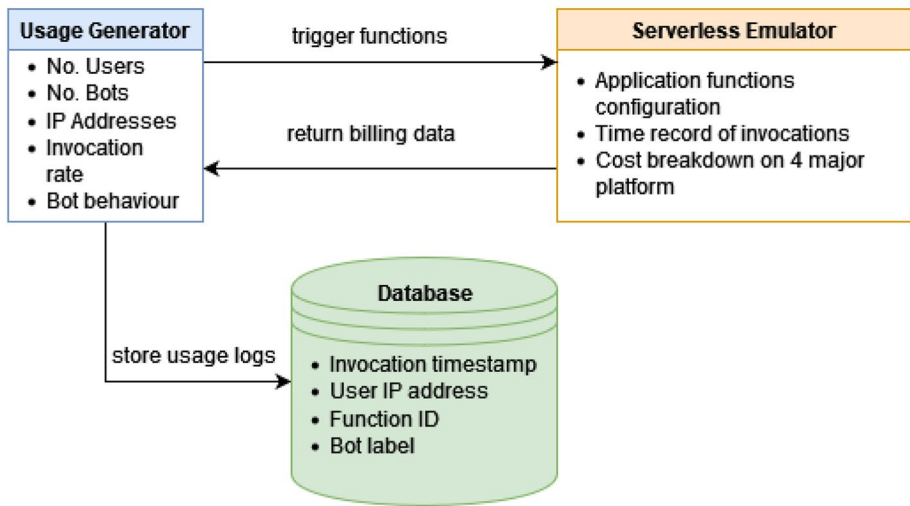 Usage Generator
• No. Users
• No. Bots
• IP Addresses
• Invocation
rate
• Bot behaviour
trigger functions
return billing data
Serverless Emulator
• Application functions
configuration
• Time record of invocations
• Cost breakdown on 4 major
platform
store usage logs
Database
• Invocation timestamp
• User IP address
• Function ID
• Bot label